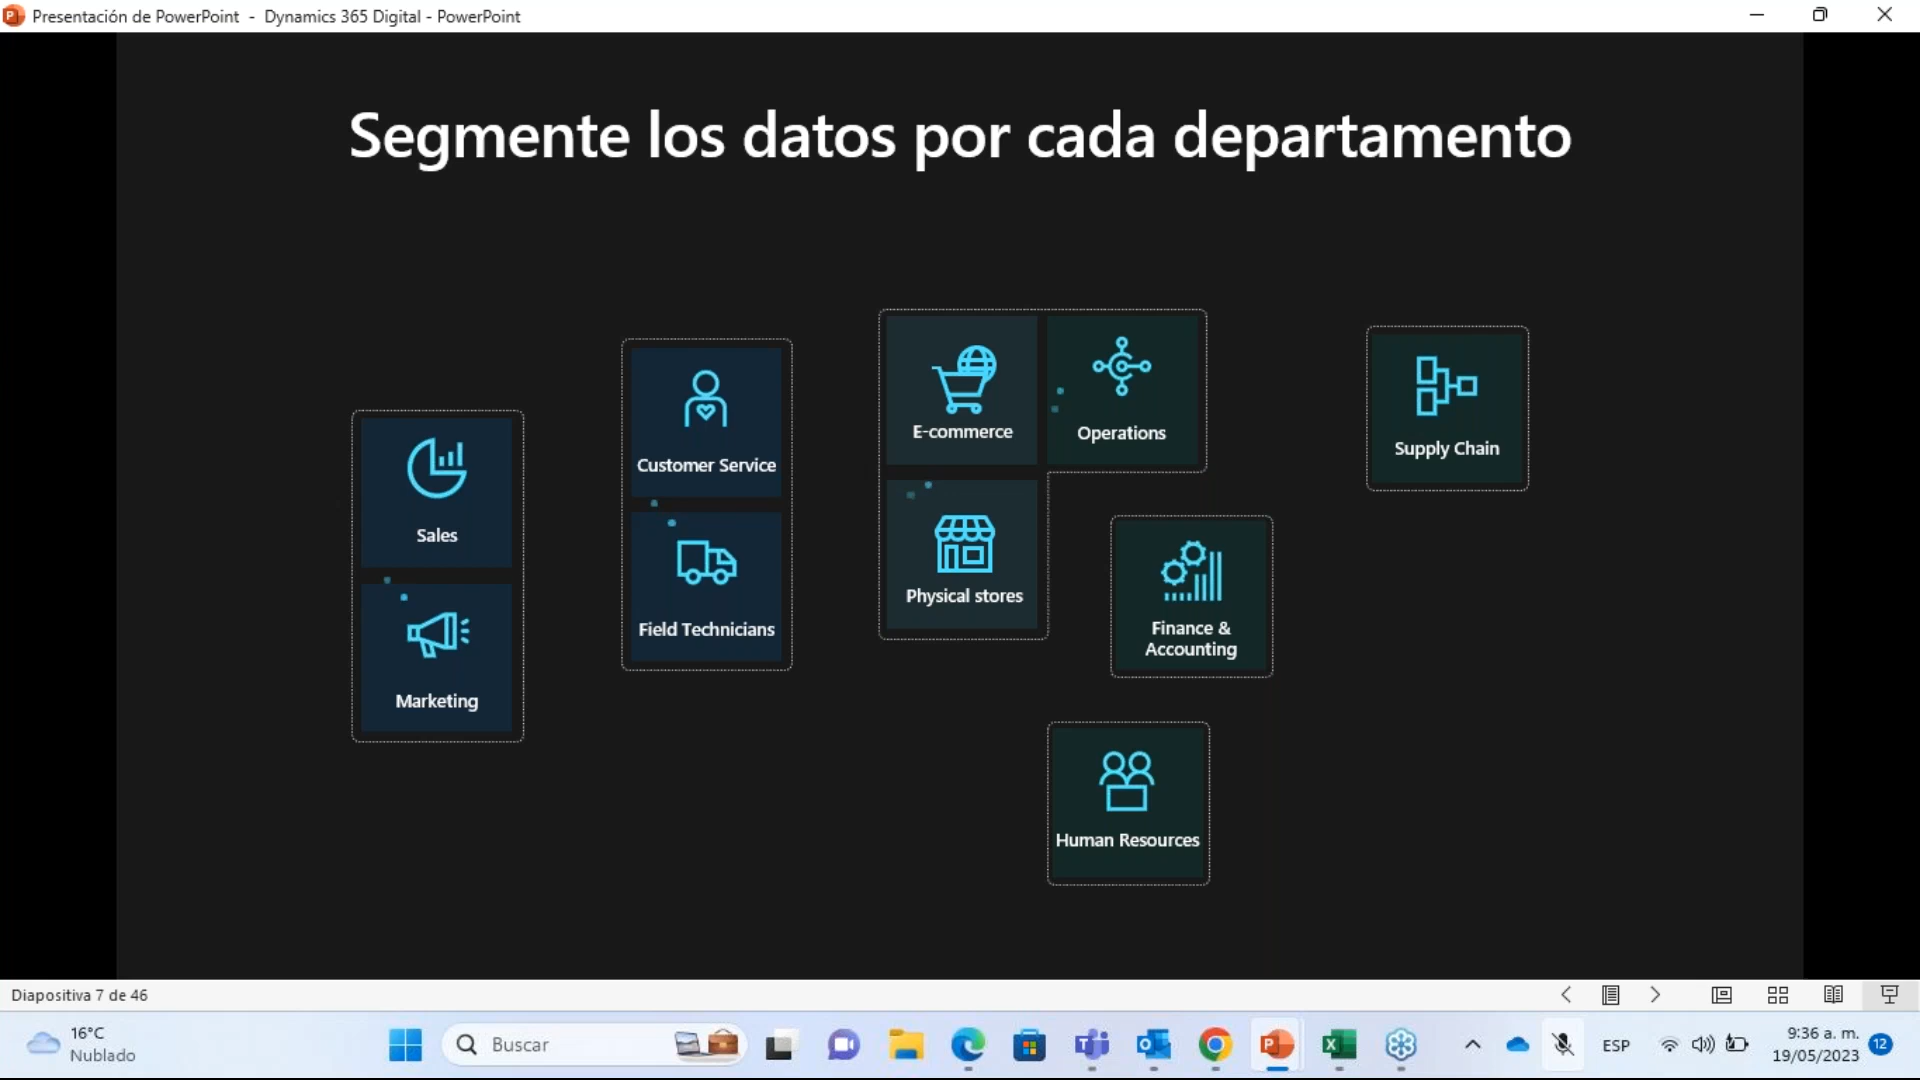 Presentación de PowerPoint - Dynamics 365 Digital - PowerPoint
Segmente los datos por cada departamento
Sales
Marketing
Customer Service
Field Technicians
E-commerce
Operations
Physical stores
Finance &
Accounting
Human Resources
Supply Chain
Diapositiva 7 de 46
16°C
Nublado
Buscar
ESP
9:36 a. m.
19/05/2023
12